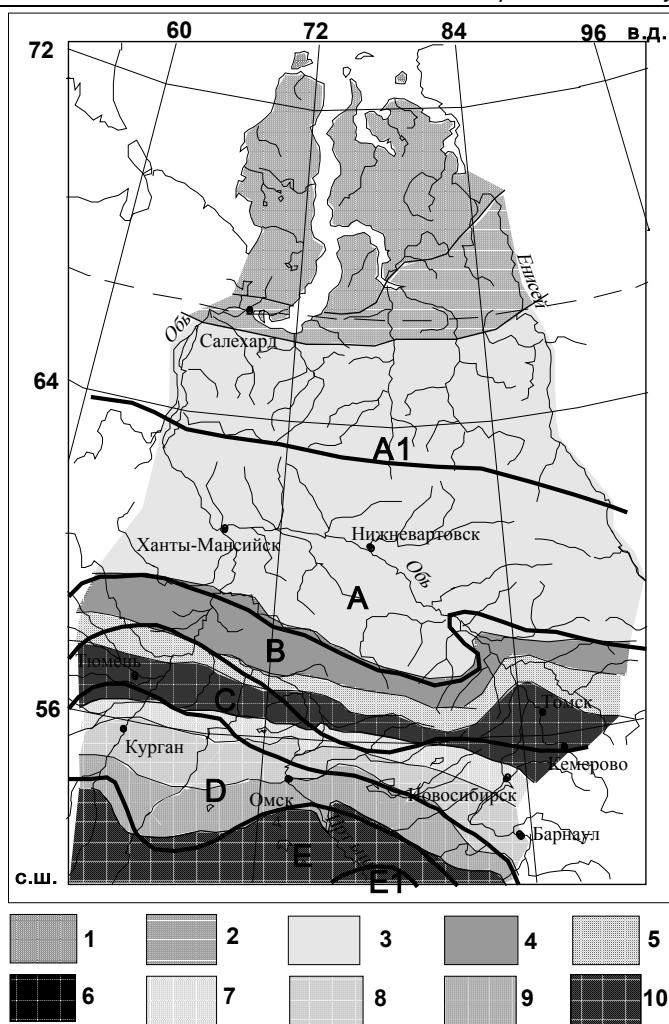 60 72 84 96 в.д.
72
Енисей
Обь
Салехард
64
A1
Ханты-Мансийск
Нижневартовск
Обь
A
B
Тюмень
C
Томск
56
Курган
Кемерово
D
Омск
Новосибирск
Иртыш
Барнаул
E
с.ш.
E1
1 2 3 4 5
6 7 8 9 10